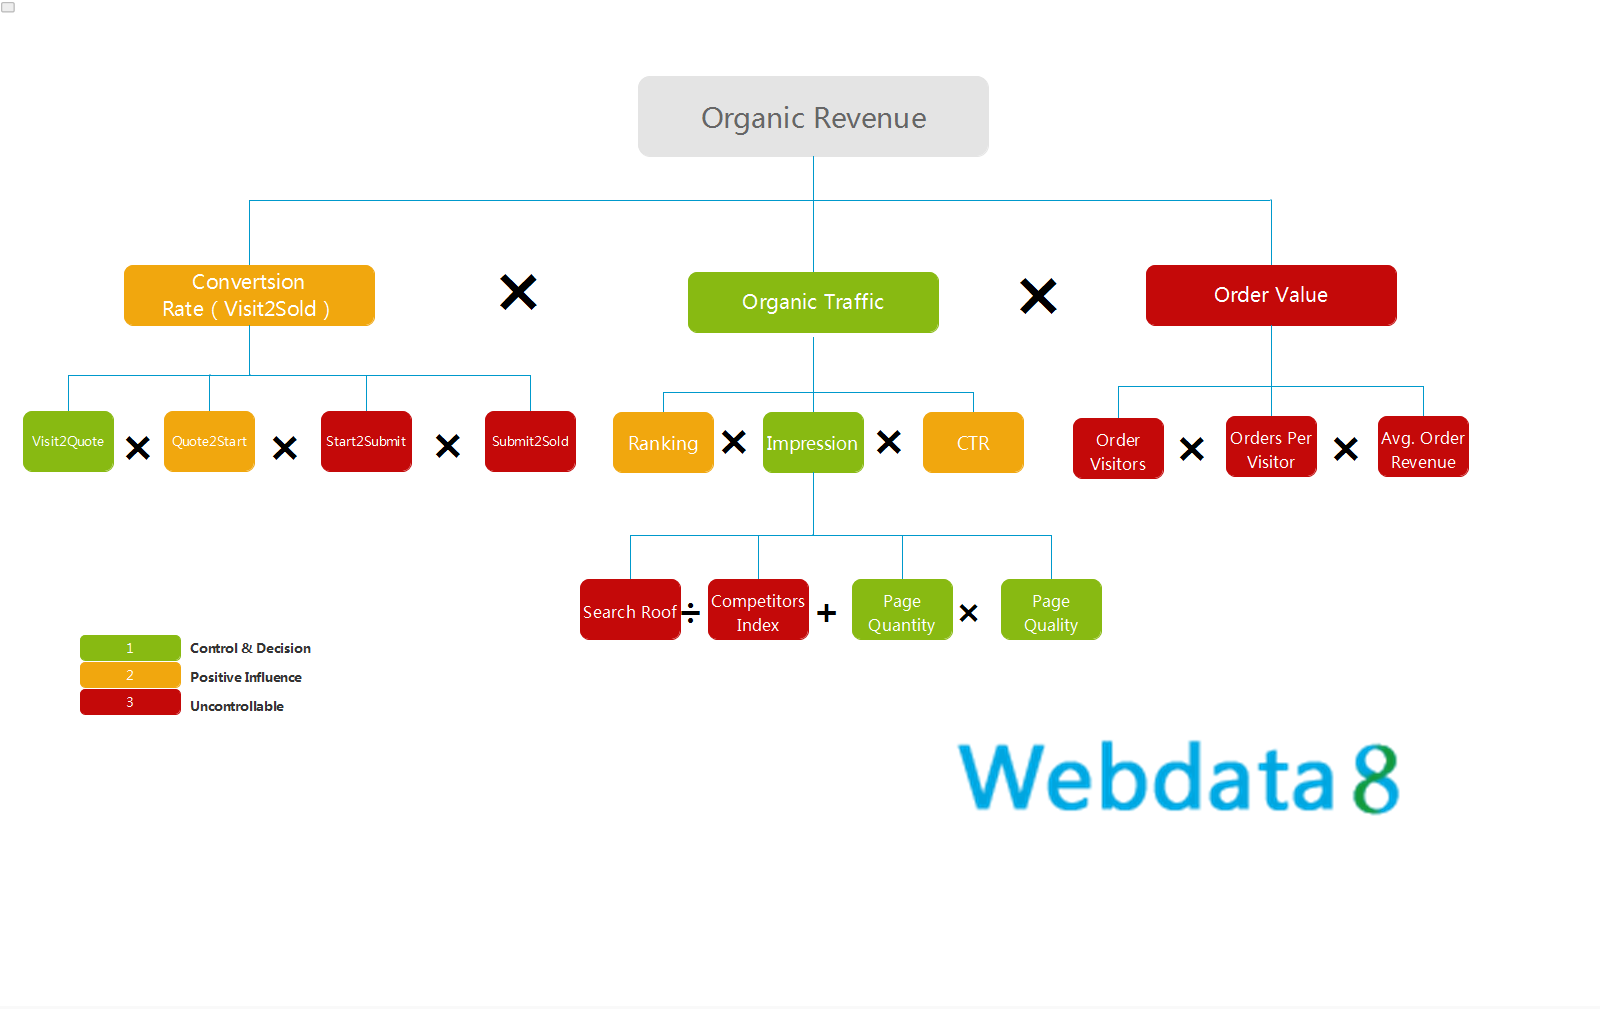 Organic Revenue
Convertsion
Rate ( Visit2Sold )
×
Organic Traffic
×
Order Value
Visit2Quote × Quote2Start × Start2Submit × Submit2Sold
Ranking × Impression × CTR
Order
Visitors
×
Orders Per
Visitor
×
Avg. Order
Revenue
Search Roof ÷
Competitors
Index
+
Page
Quantity
×
Page
Quality
1 Control & Decision
2 Positive Influence
3 Uncontrollable
Webdata8